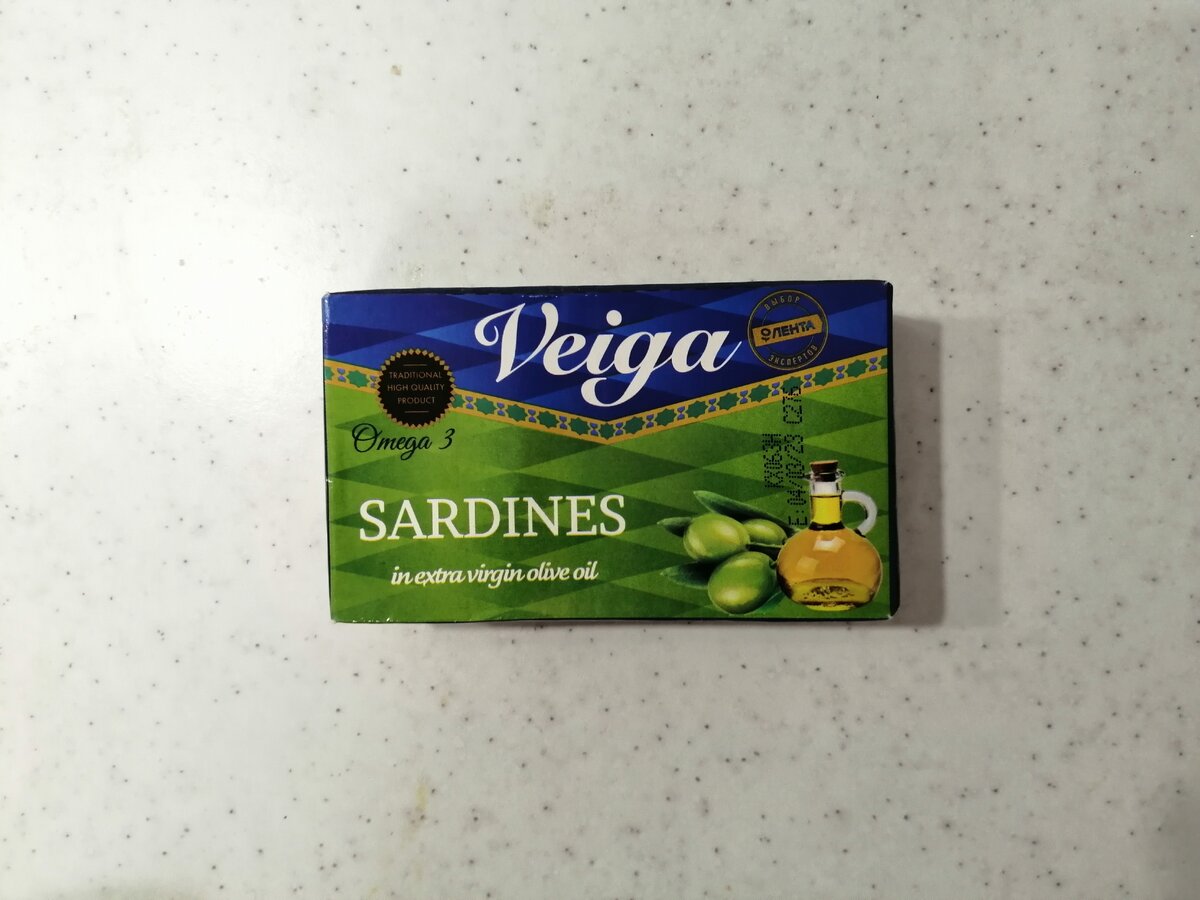 Veiga
ВЫБОР
ЛЕНТА
ЭКСПЕРТОВ
TRADITIONAL
HIGH QUALITY
PRODUCT
Omega 3
SARDINES
in extra virgin olive oil